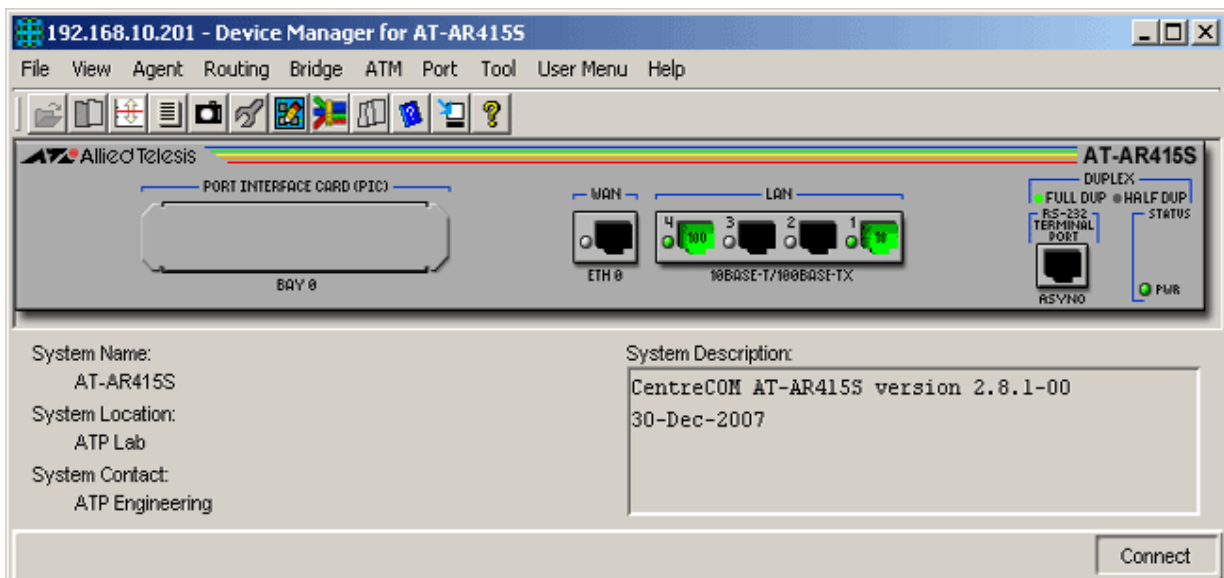 192.168.10.201 - Device Manager for AT-AR415S
File View Agent Routing Bridge ATM Port Tool User Menu Help
Allied Telesis
AT-AR415S
PORT INTERFACE CARD (PIC)
BAY 0
WAN
ETH 0
LAN
4 3 2 1
100 10
10BASE-T/100BASE-TX
DUPLEX
FULL DUP HALF DUP
RS-232
TERMINAL
PORT
ASYN0
STATUS
PWR
System Name:
AT-AR415S
System Location:
ATP Lab
System Contact:
ATP Engineering
System Description:
CentreCOM AT-AR415S version 2.8.1-00
30-Dec-2007
Connect